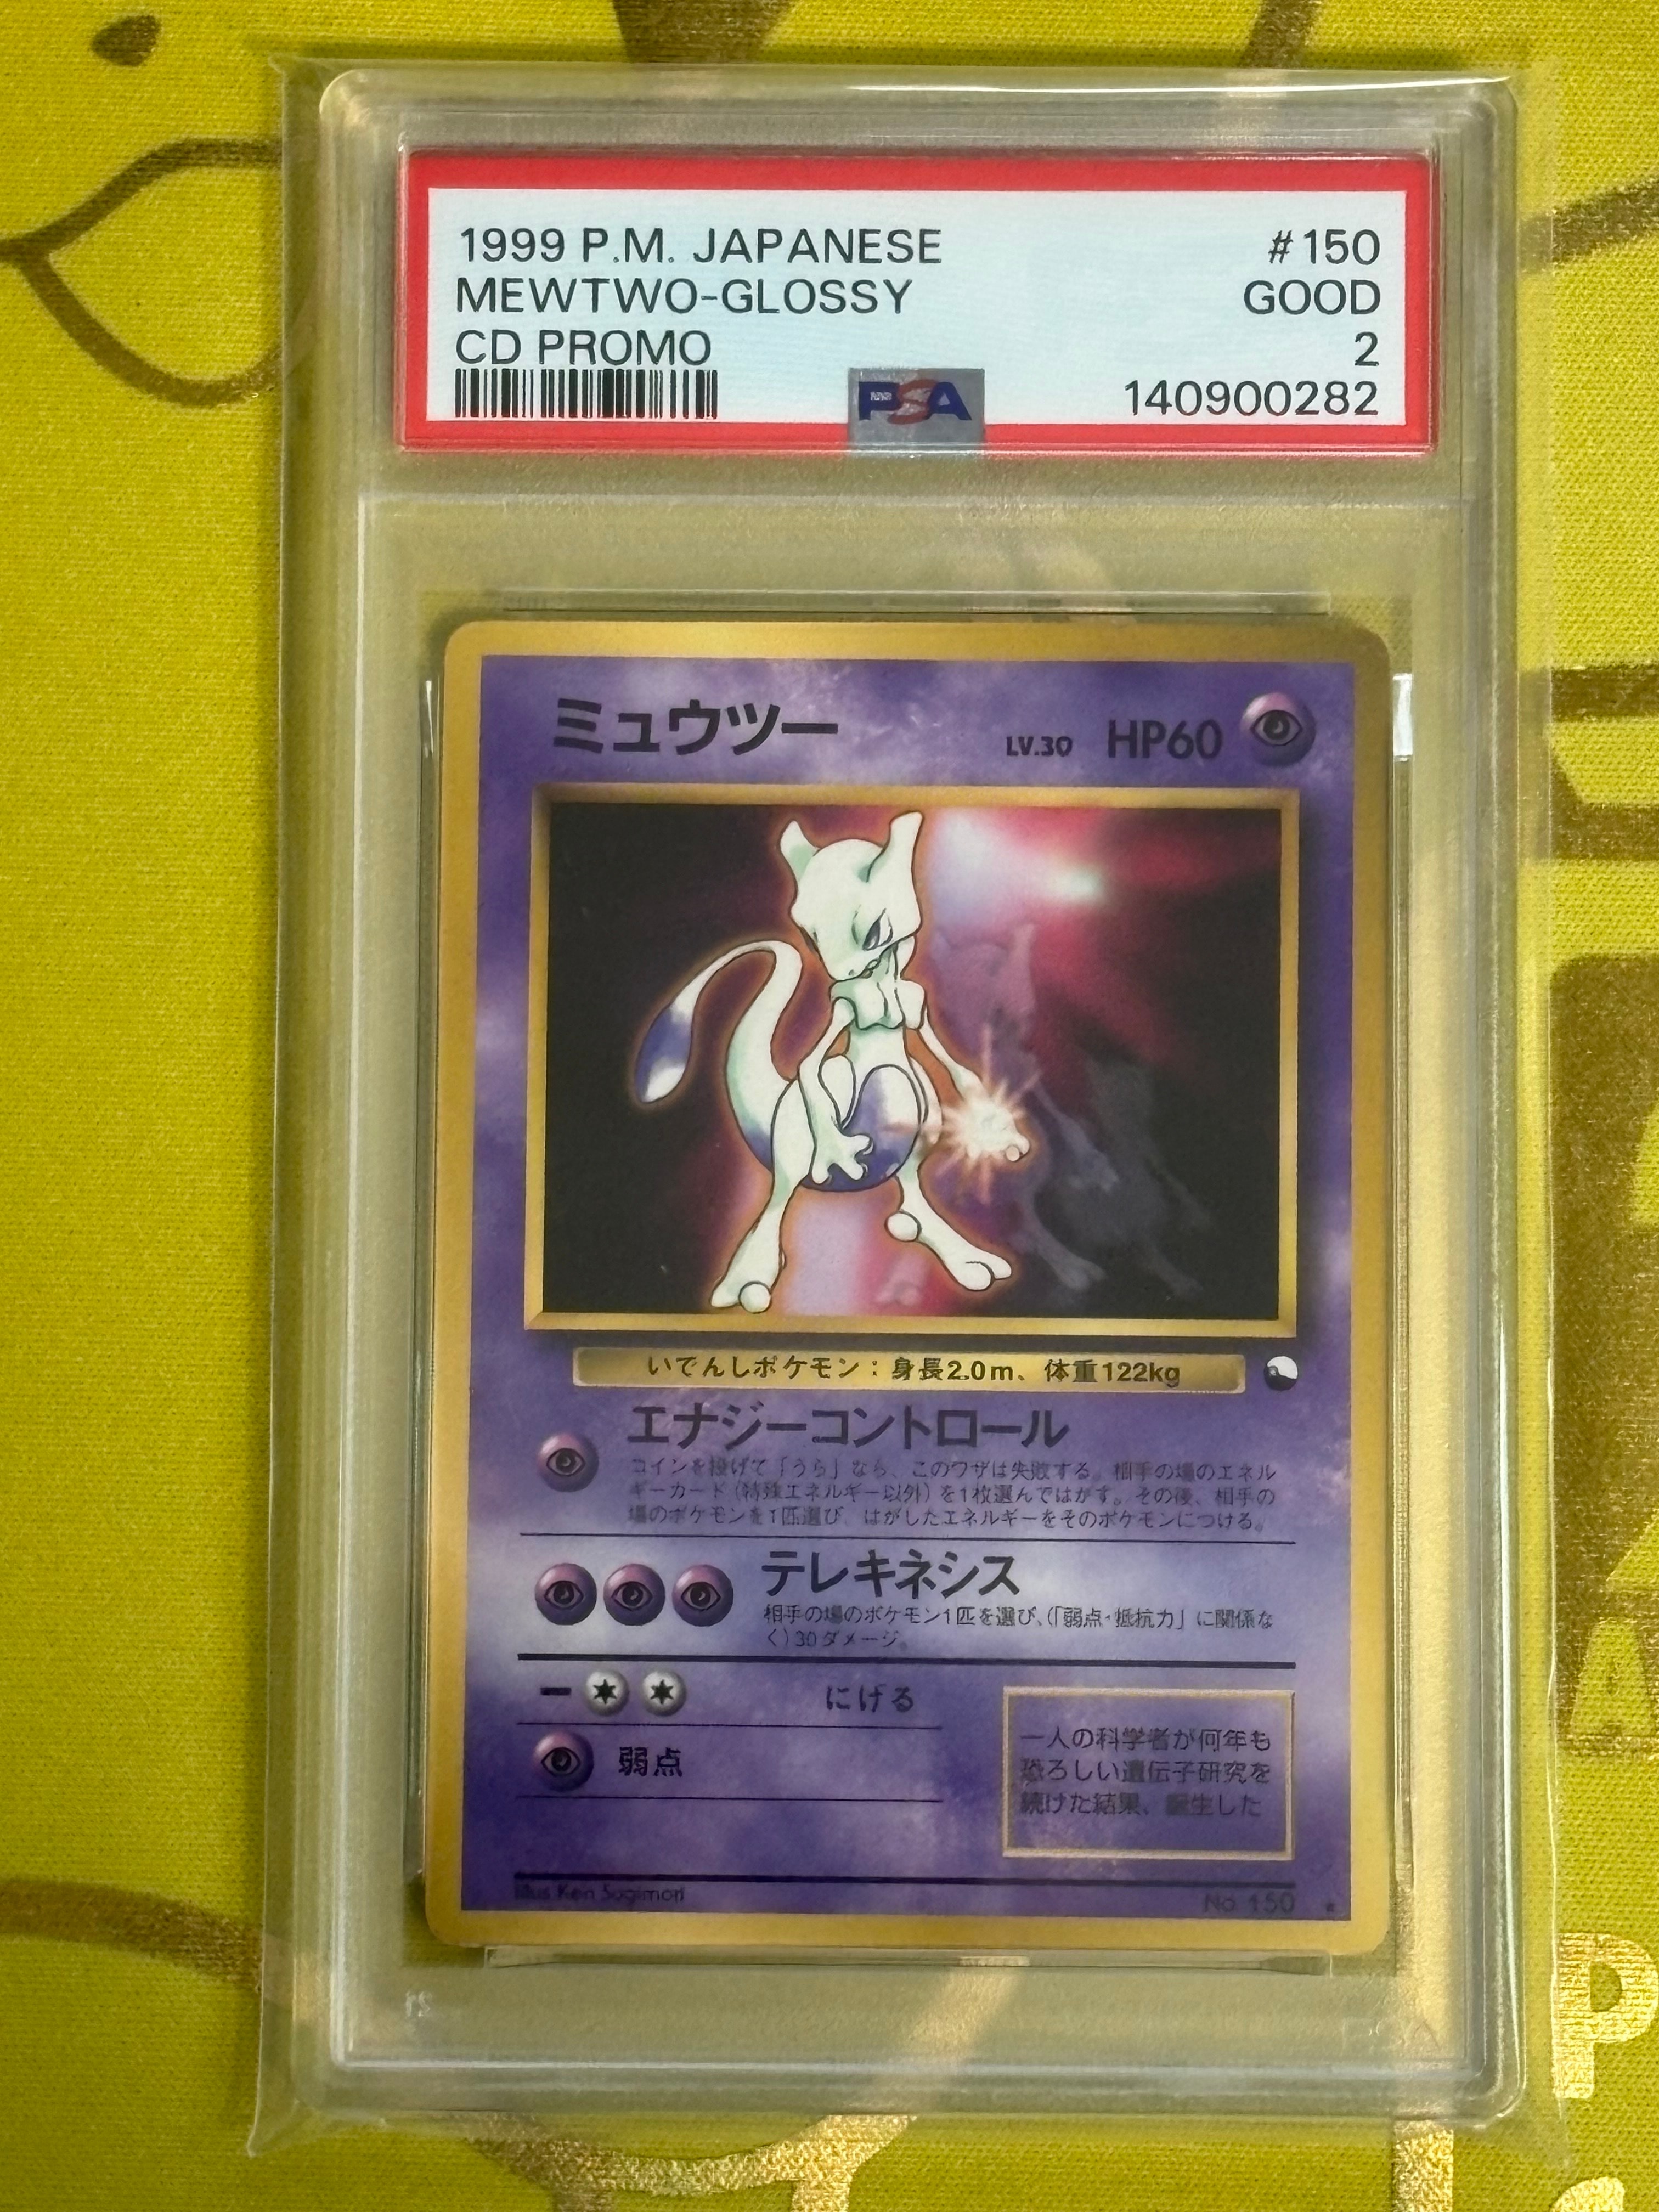 1999 P.M. JAPANESE #150
MEWTWO-GLOSSY GOOD
CD PROMO 2
PSA 140900282
ミュウツー LV.30 HP60
いでんしポケモン：身長2.0m、体重122kg
エナジーコントロール
コインを投げて「うら」なら、このワザは失敗する。相手の場のエネル
ギーカード（特殊エネルギー以外）を1枚選んではがす。その後、相手の
場のポケモンを1匹選び、はがしたエネルギーをそのポケモンにつける。
テレキネシス
相手の場のポケモン1匹を選び、（「弱点・抵抗力」に関係な
く）30ダメージ。
にげる
弱点
一人の科学者が何年も
恐ろしい遺伝子研究を
続けた結果、誕生した
Illus. Ken Sugimori No. 150